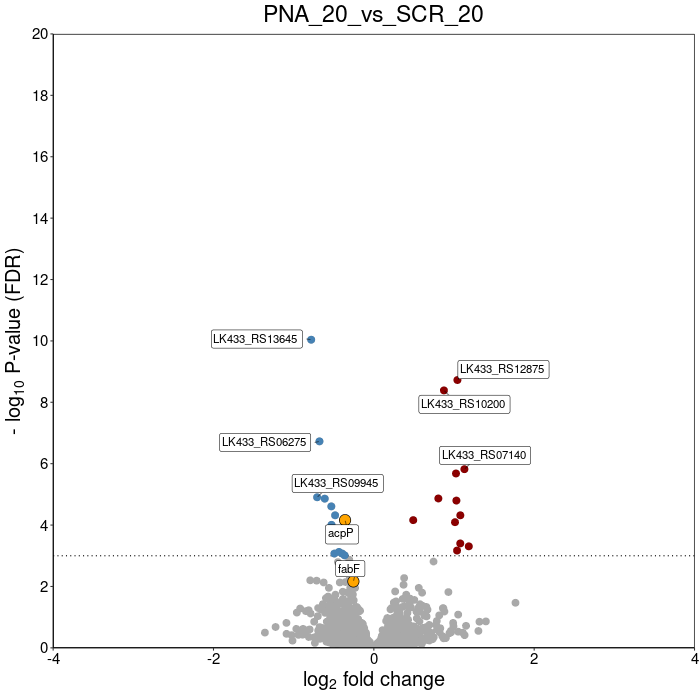 PNA_20_vs_SCR_20
20
18
16
14
12
10
8
6
4
2
0
- log10 P-value (FDR)
LK433_RS13645
LK433_RS12875
LK433_RS10200
LK433_RS06275
LK433_RS07140
LK433_RS09945
acpP
fabF
-4 -2 0 2 4
log2 fold change